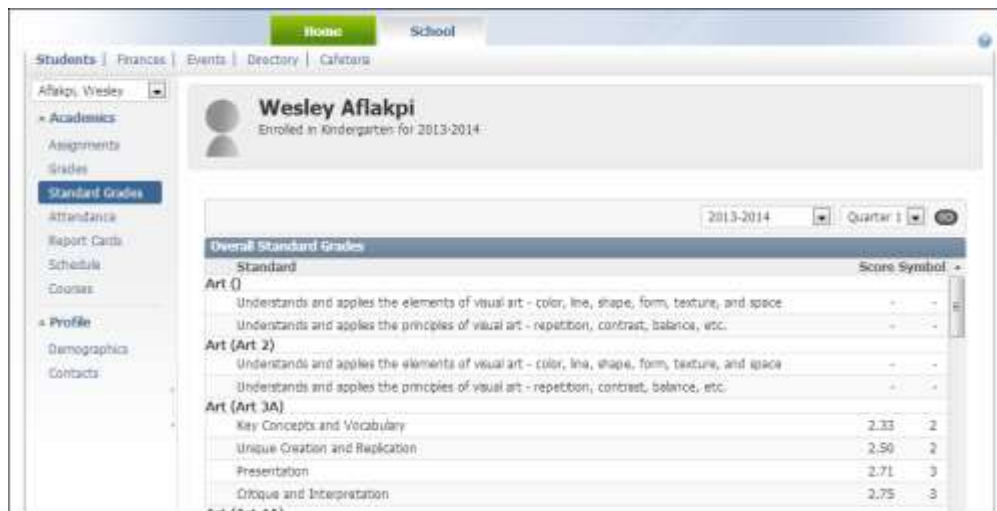 Home School
Students | Finances | Events | Directory | Cafeteria
Aflakpi, Wesley
Academics
Assignments
Grades
Standard Grades
Attendance
Report Cards
Schedule
Courses
Profile
Demographics
Contacts
Wesley Aflakpi
Enrolled in Kindergarten for 2013-2014
2013-2014 Quarter 1 GO
Overall Standard Grades
Standard Score Symbol
Art ()
Understands and applies the elements of visual art - color, line, shape, form, texture, and space - -
Understands and applies the principles of visual art - repetition, contrast, balance, etc. - -
Art (Art 2)
Understands and applies the elements of visual art - color, line, shape, form, texture, and space - -
Understands and applies the principles of visual art - repetition, contrast, balance, etc. - -
Art (Art 3A)
Key Concepts and Vocabulary 2.33 2
Unique Creation and Replication 2.50 2
Presentation 2.71 3
Critique and Interpretation 2.75 3